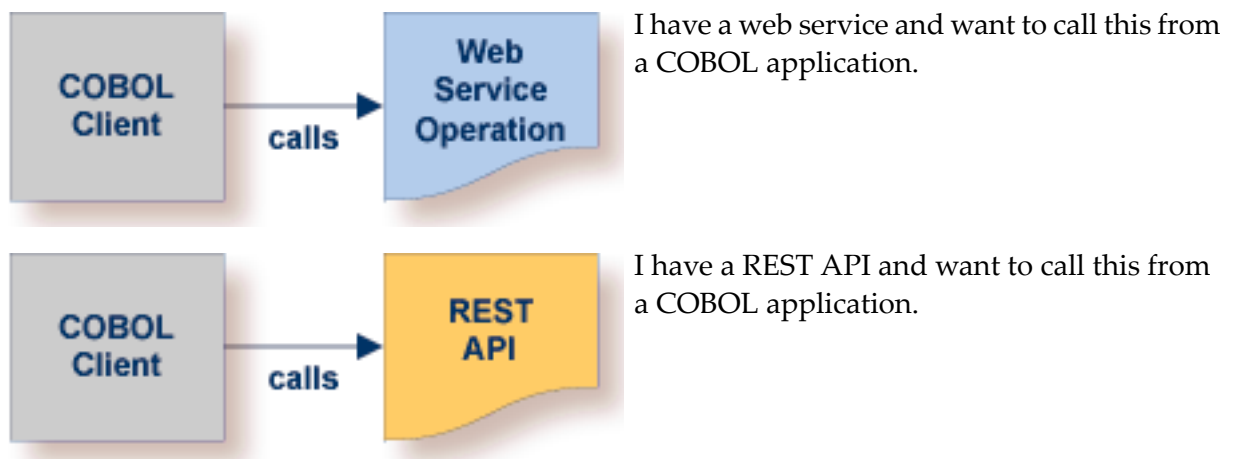 COBOL
Client
calls
Web
Service
Operation
I have a web service and want to call this from
a COBOL application.
COBOL
Client
calls
REST
API
I have a REST API and want to call this from
a COBOL application.